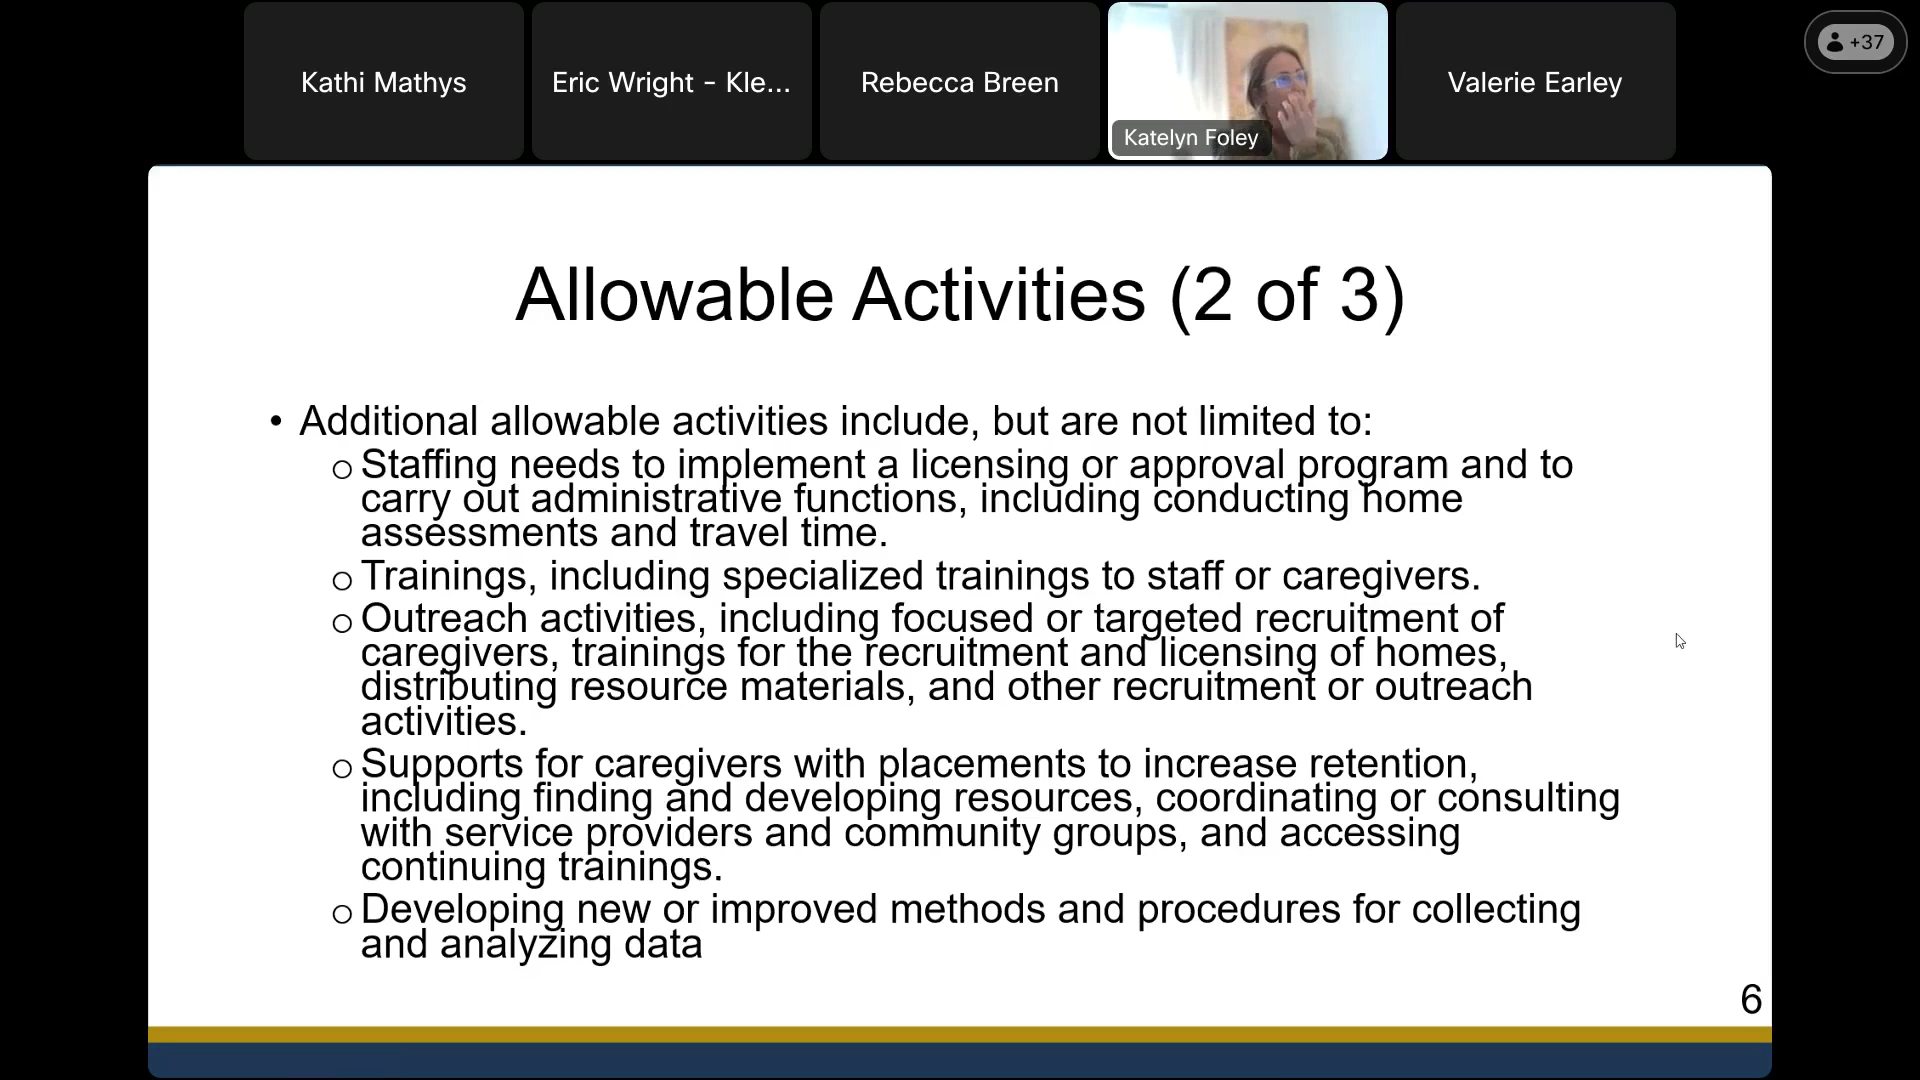 Kathi Mathys
Eric Wright - Kle...
Rebecca Breen
Katelyn Foley
Valerie Earley
+37
Allowable Activities (2 of 3)
• Additional allowable activities include, but are not limited to:
o Staffing needs to implement a licensing or approval program and to
carry out administrative functions, including conducting home
assessments and travel time.
o Trainings, including specialized trainings to staff or caregivers.
o Outreach activities, including focused or targeted recruitment of
caregivers, trainings for the recruitment and licensing of homes,
distributing resource materials, and other recruitment or outreach
activities.
o Supports for caregivers with placements to increase retention,
including finding and developing resources, coordinating or consulting
with service providers and community groups, and accessing
continuing trainings.
o Developing new or improved methods and procedures for collecting
and analyzing data
6